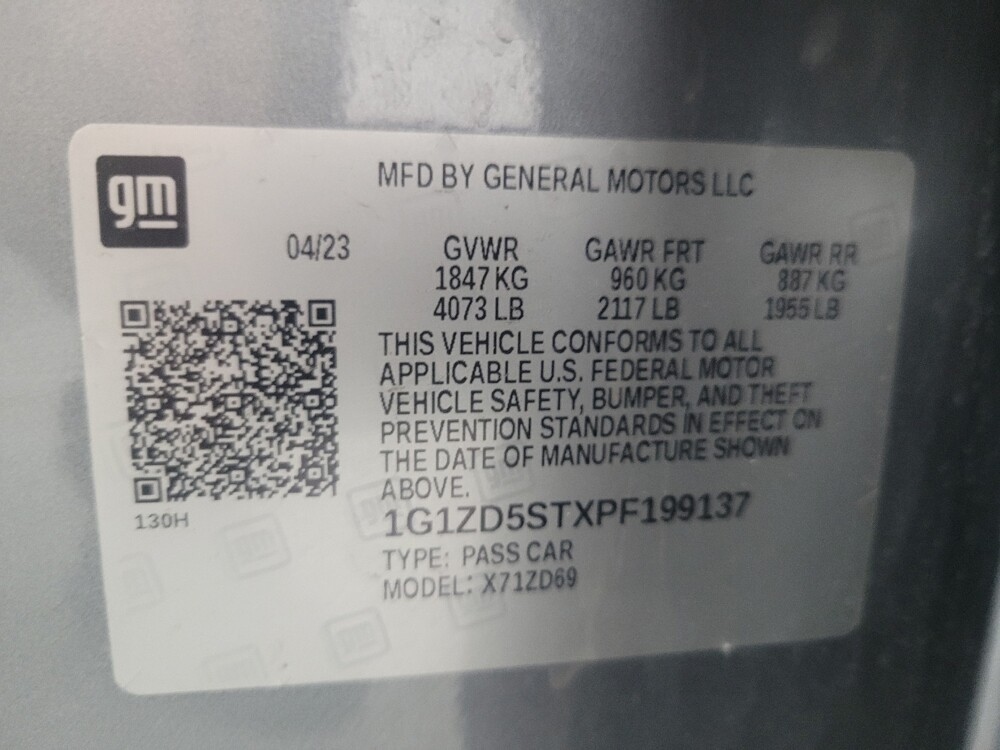 gm
MFD BY GENERAL MOTORS LLC
04/23 GVWR GAWR FRT GAWR RR
1847 KG 960 KG 887 KG
4073 LB 2117 LB 1955 LB
THIS VEHICLE CONFORMS TO ALL
APPLICABLE U.S. FEDERAL MOTOR
VEHICLE SAFETY, BUMPER, AND THEFT
PREVENTION STANDARDS IN EFFECT ON
THE DATE OF MANUFACTURE SHOWN
ABOVE.
130H
1G1ZD5STXPF199137
TYPE: PASS CAR
MODEL: X71ZD69
gm